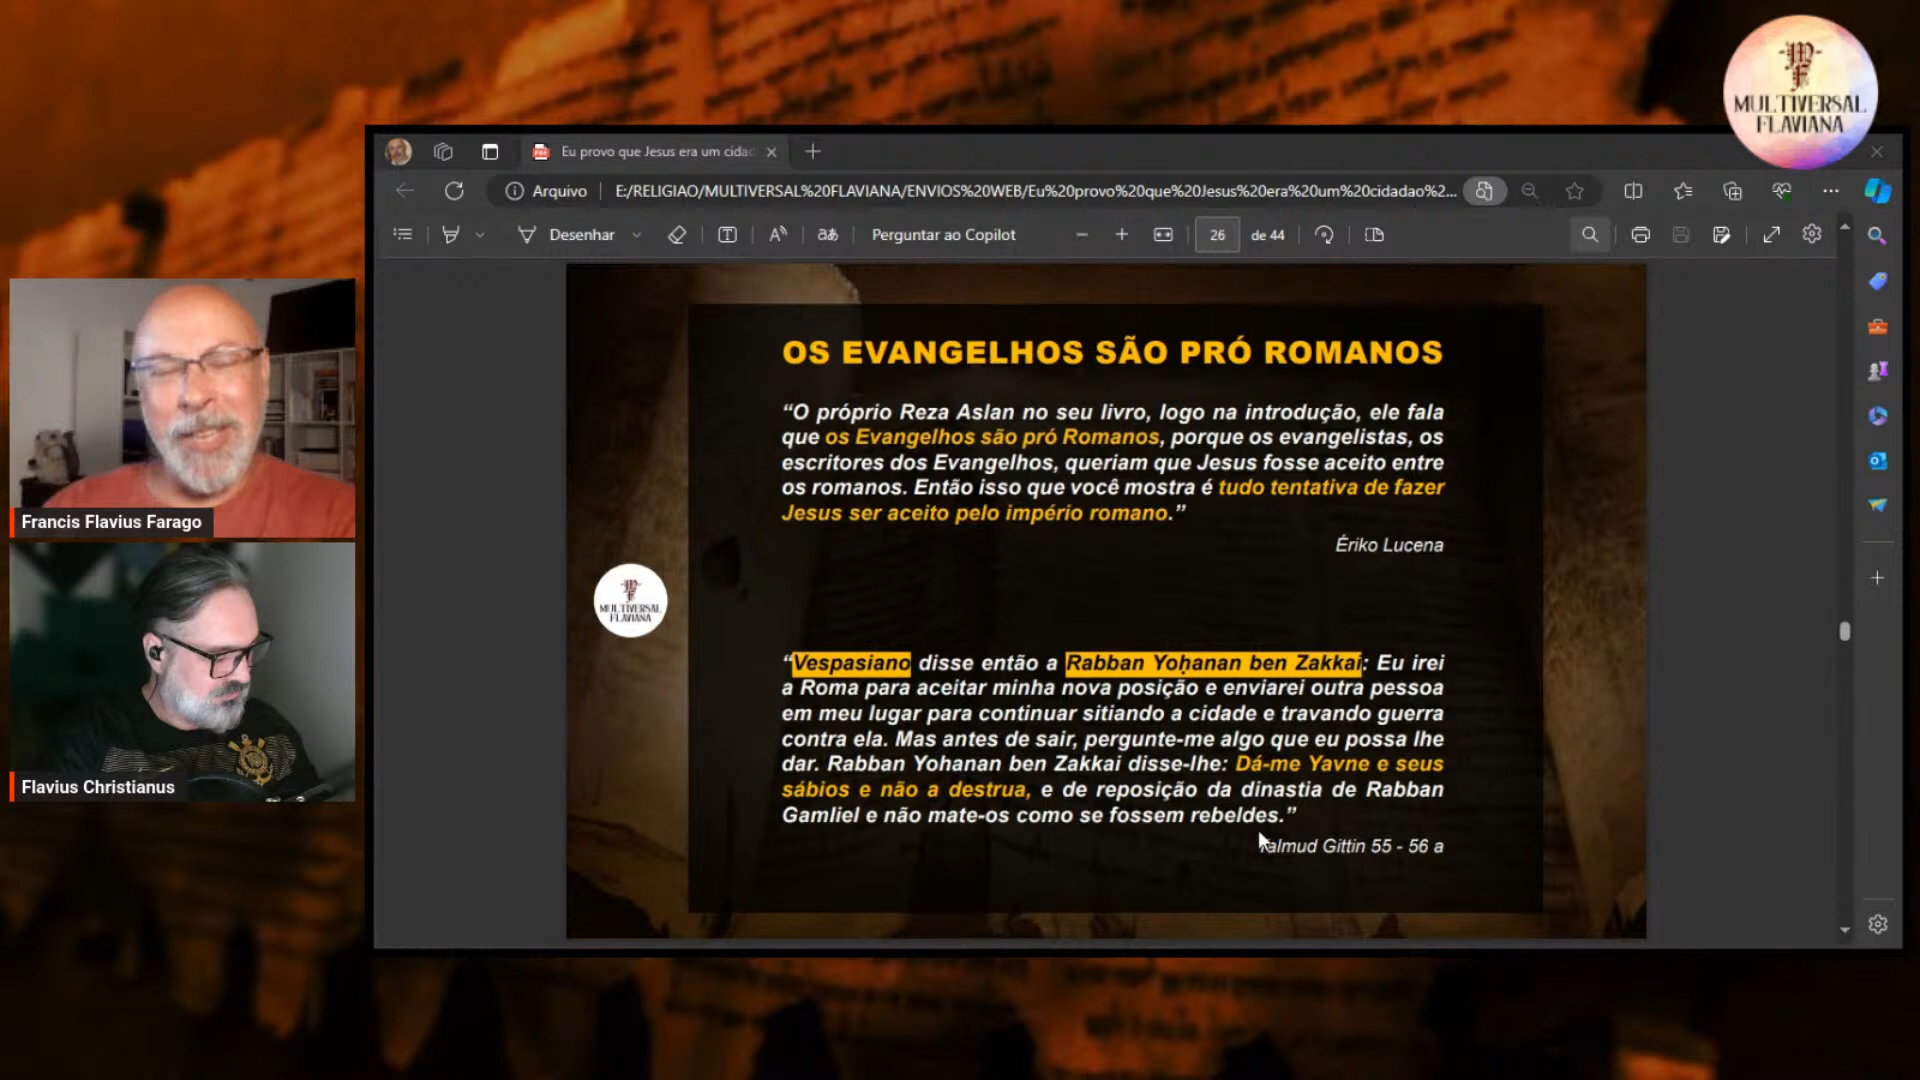 MULTIVERSAL
FLAVIANA
Eu provo que Jesus era um cidad
Arquivo
E:/RELIGIAO/MULTIVERSAL%20FLAVIANA/ENVIOS%20WEB/Eu%20provo%20que%20Jesus%20era%20um%20cidadao%2...
Desenhar
Perguntar ao Copilot
26
de 44
OS EVANGELHOS SÃO PRÓ ROMANOS
“O próprio Reza Aslan no seu livro, logo na introdução, ele fala
que os Evangelhos são pró Romanos, porque os evangelistas, os
escritores dos Evangelhos, queriam que Jesus fosse aceito entre
os romanos. Então isso que você mostra é tudo tentativa de fazer
Jesus ser aceito pelo império romano.”
Ériko Lucena
MULTIVERSAL
FLAVIANA
“Vespasiano disse então a Rabban Yoḥanan ben Zakkai: Eu irei
a Roma para aceitar minha nova posição e enviarei outra pessoa
em meu lugar para continuar sitiando a cidade e travando guerra
contra ela. Mas antes de sair, pergunte-me algo que eu possa lhe
dar. Rabban Yohanan ben Zakkai disse-lhe: Dá-me Yavne e seus
sábios e não a destrua, e de reposição da dinastia de Rabban
Gamliel e não mate-os como se fossem rebeldes.”
Talmud Gittin 55 - 56 a
Francis Flavius Farago
Flavius Christianus